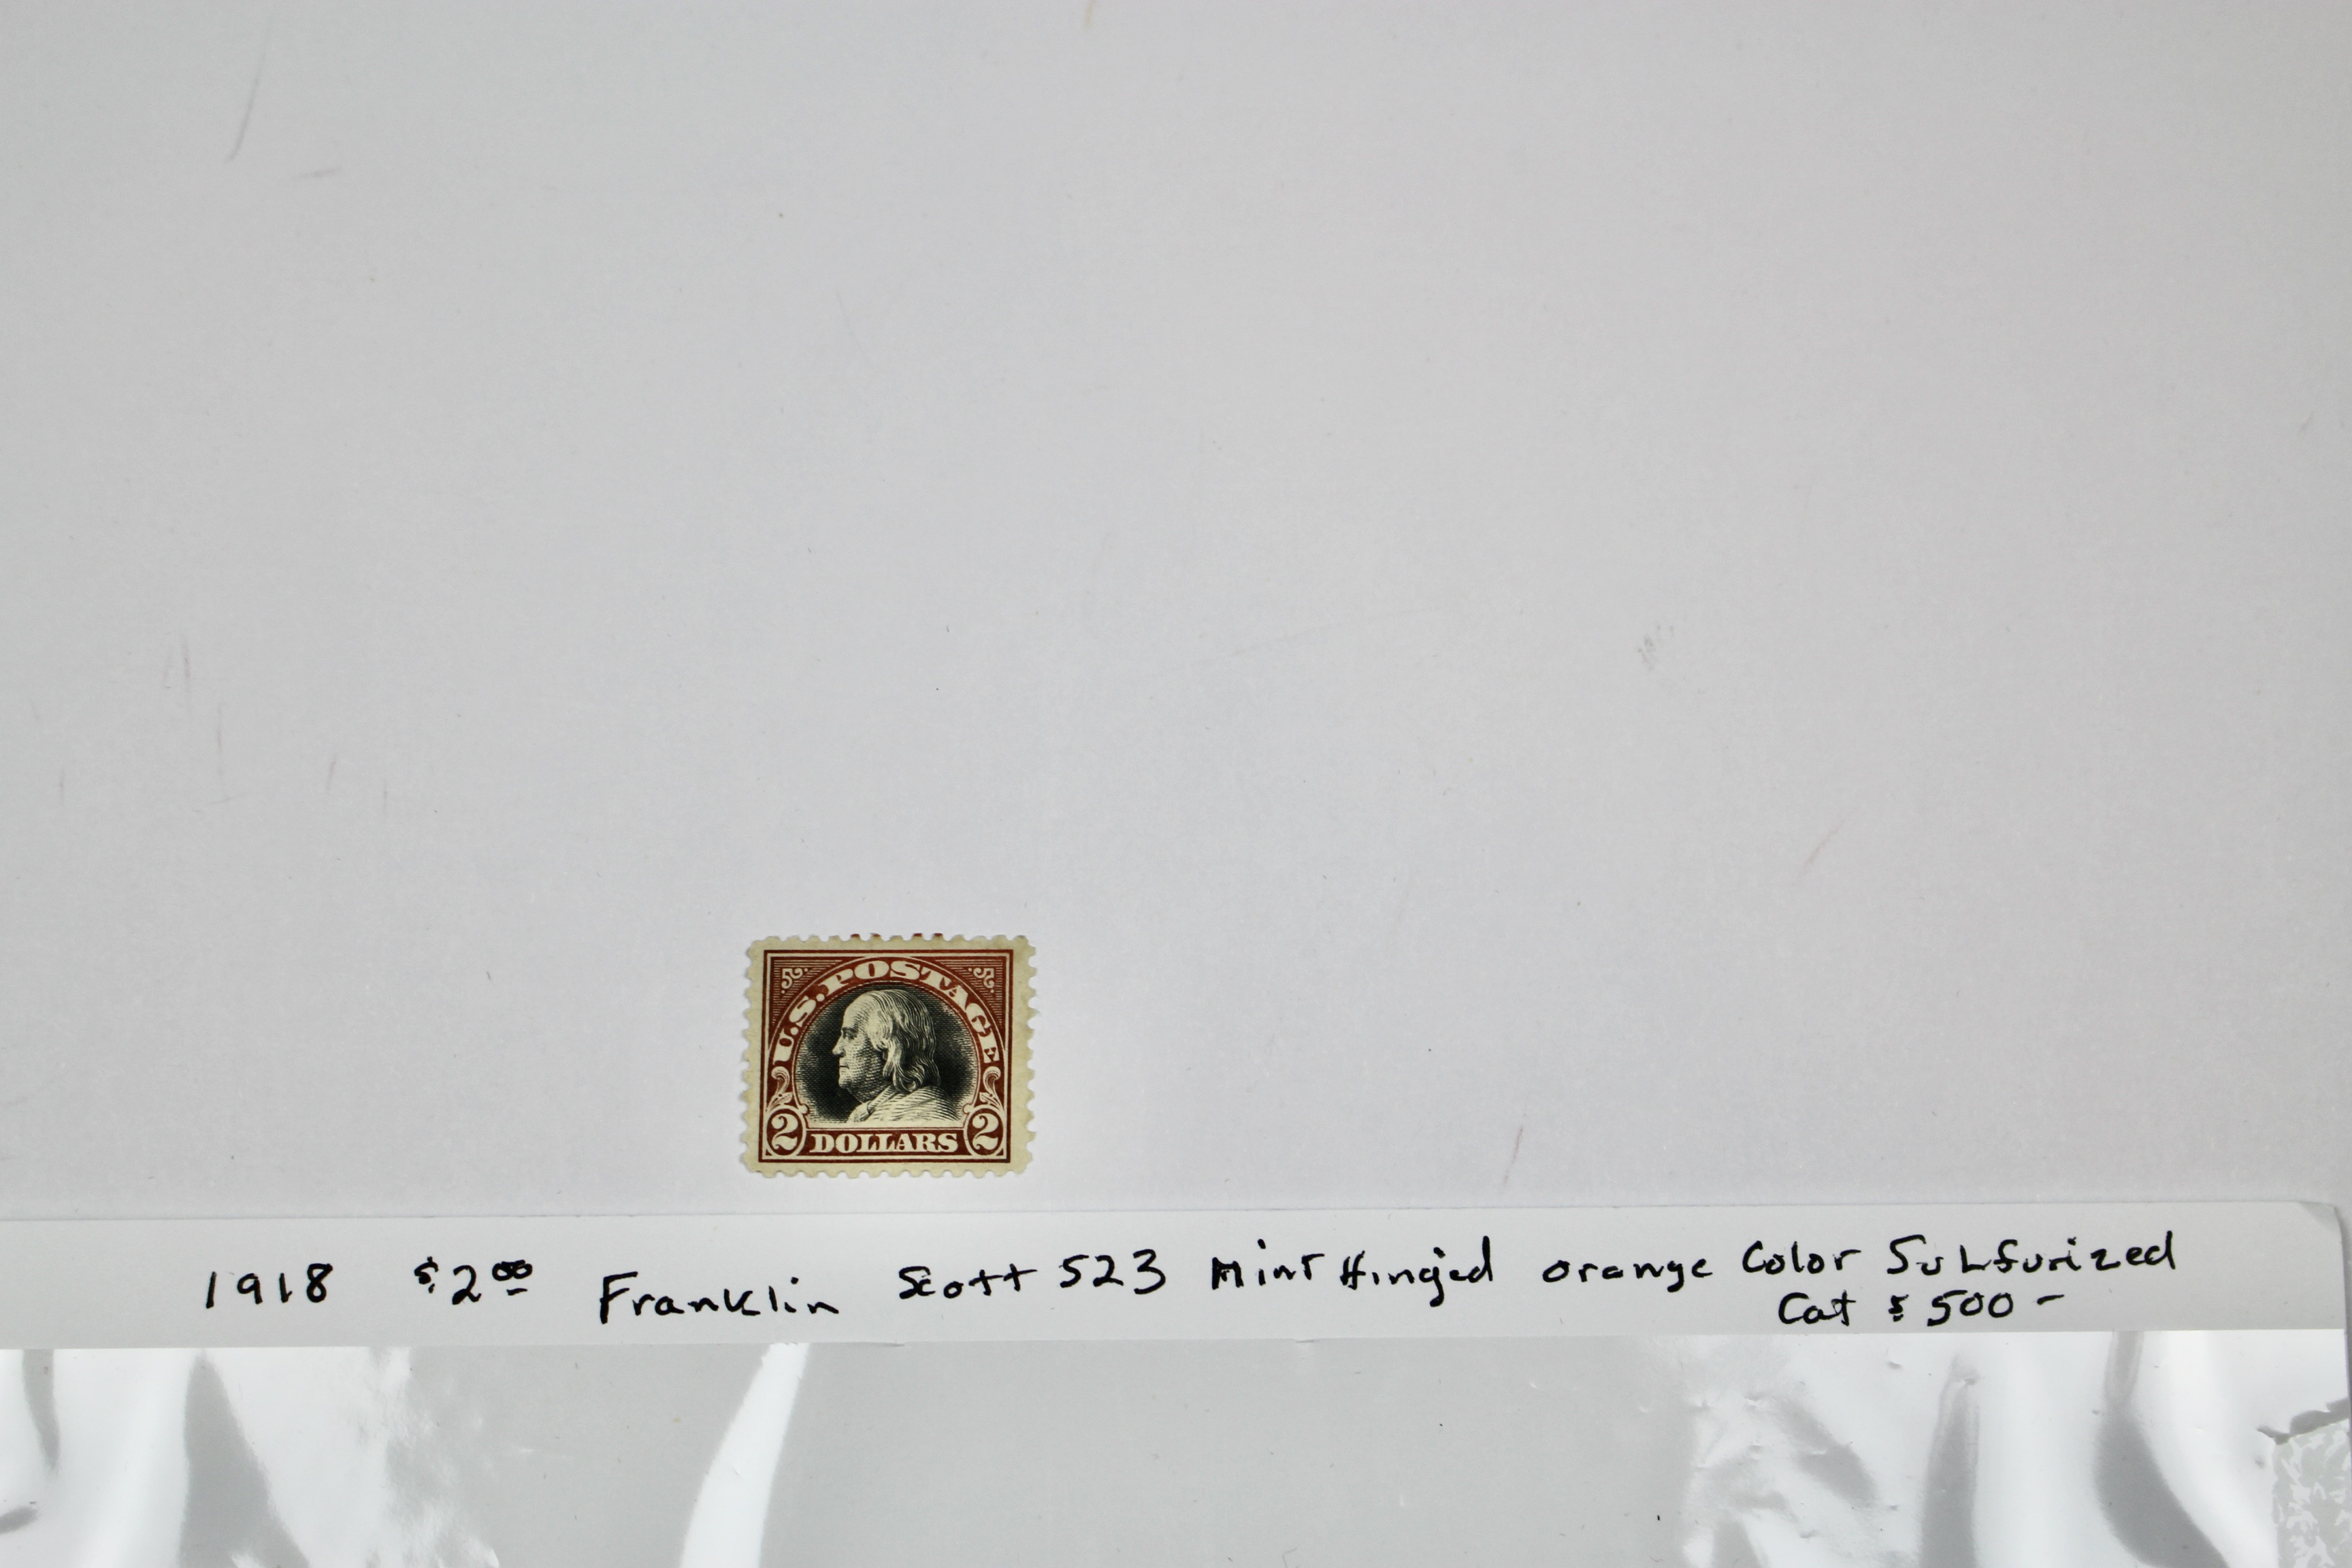 U.S. POSTAGE
2 DOLLARS 2
1918 $2.00 Franklin Scott 523 Mint Hinged orange Color Sulfurized
Cat $500-